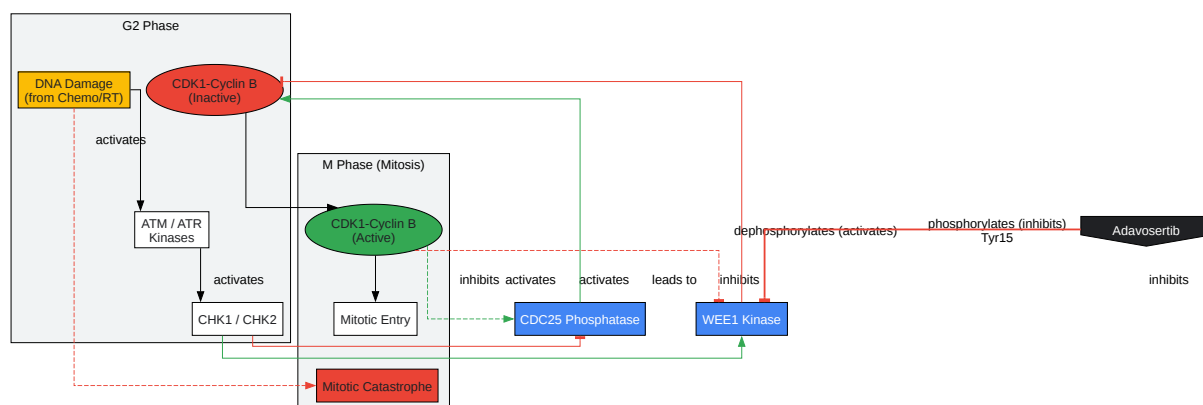 G2 Phase
DNA Damage
(from Chemo/RT)
CDK1-Cyclin B
(Inactive)
activates
M Phase (Mitosis)
ATM / ATR
Kinases
CDK1-Cyclin B
(Active)
dephosphorylates (activates)
phosphorylates (inhibits)
Tyr15
Adavosertib
activates
inhibits
activates
activates
leads to
inhibits
inhibits
CHK1 / CHK2
Mitotic Entry
CDC25 Phosphatase
WEE1 Kinase
Mitotic Catastrophe